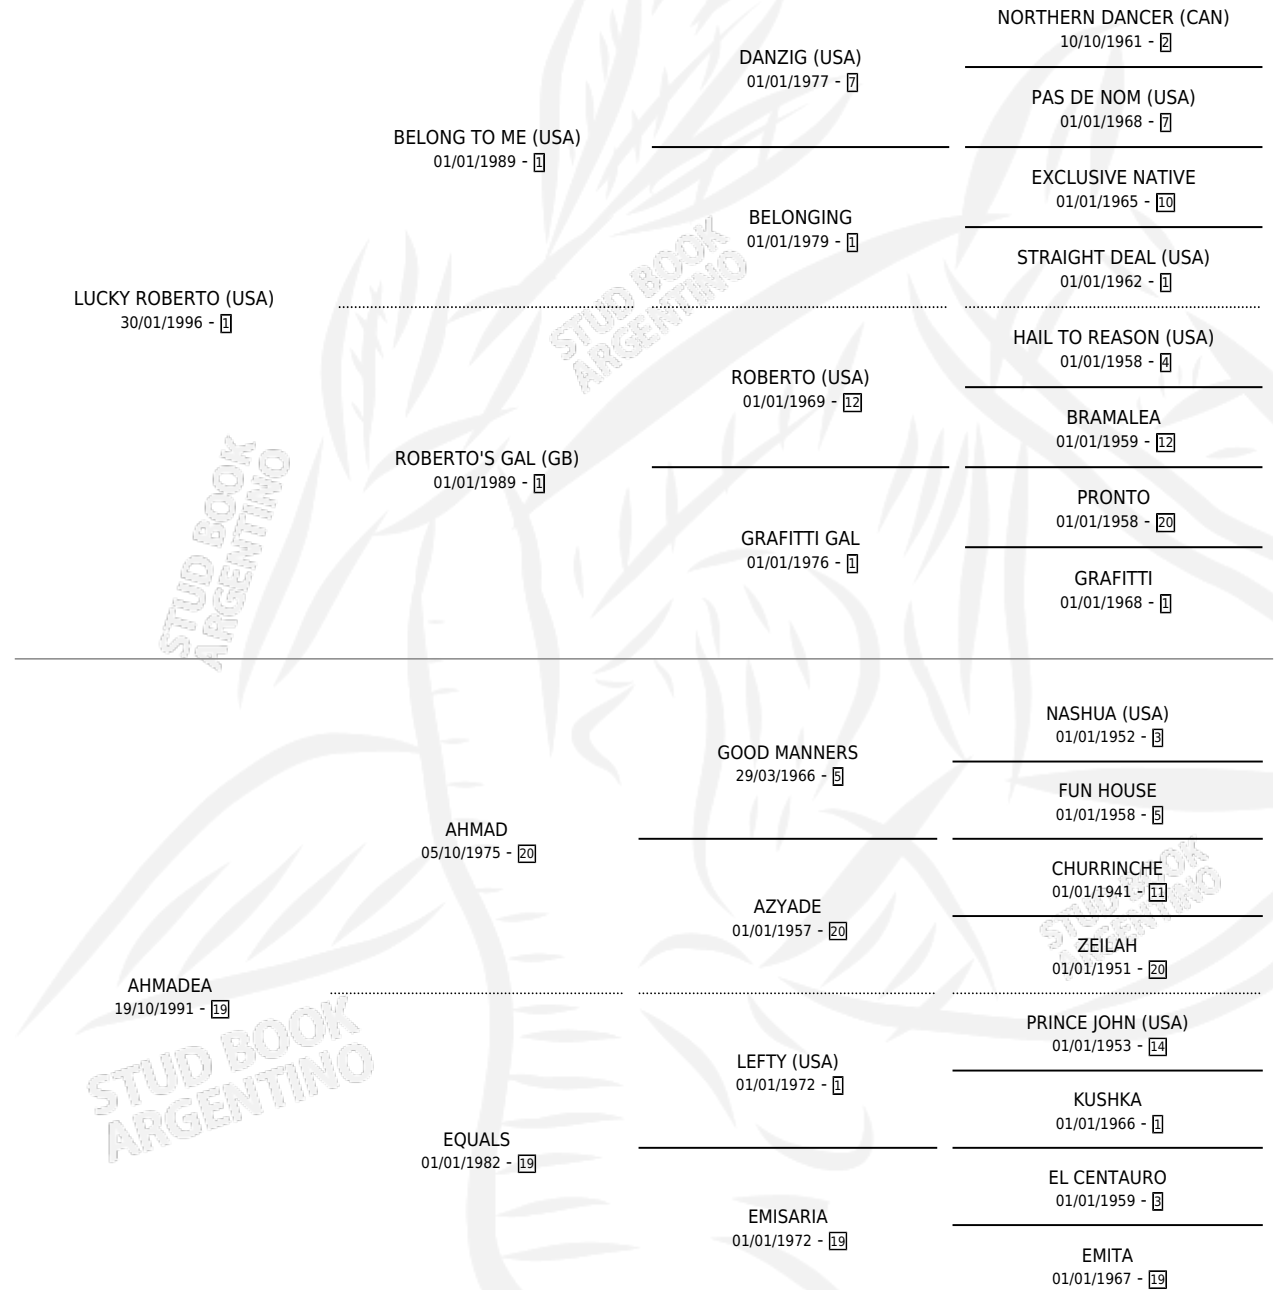 NORTHERN DANCER (CAN)
10/10/1961 - 2
DANZIG (USA)
01/01/1977 - 7
PAS DE NOM (USA)
01/01/1968 - 7
BELONG TO ME (USA)
01/01/1989 - 1
EXCLUSIVE NATIVE
01/01/1965 - 10
BELONGING
01/01/1979 - 1
STRAIGHT DEAL (USA)
01/01/1962 - 1
LUCKY ROBERTO (USA)
30/01/1996 - 1
STUD BOOK
ARGENTINO
HAIL TO REASON (USA)
01/01/1958 - 4
ROBERTO (USA)
01/01/1969 - 12
BRAMALEA
01/01/1959 - 12
ROBERTO'S GAL (GB)
01/01/1989 - 1
PRONTO
01/01/1958 - 20
GRAFITTI GAL
01/01/1976 - 1
GRAFITTI
01/01/1968 - 1
STUD BOOK
ARGENTINO
NASHUA (USA)
01/01/1952 - 3
GOOD MANNERS
29/03/1966 - 5
FUN HOUSE
01/01/1958 - 5
AHMAD
05/10/1975 - 20
CHURRINCHE
01/01/1941 - 11
AZYADE
01/01/1957 - 20
STUD BOOK
ARGENTINO
ZEILAH
01/01/1951 - 20
AHMADEA
19/10/1991 - 19
STUD BOOK
ARGENTINO
PRINCE JOHN (USA)
01/01/1953 - 14
LEFTY (USA)
01/01/1972 - 1
KUSHKA
01/01/1966 - 1
EQUALS
01/01/1982 - 19
EL CENTAURO
01/01/1959 - 3
EMISARIA
01/01/1972 - 19
EMITA
01/01/1967 - 19